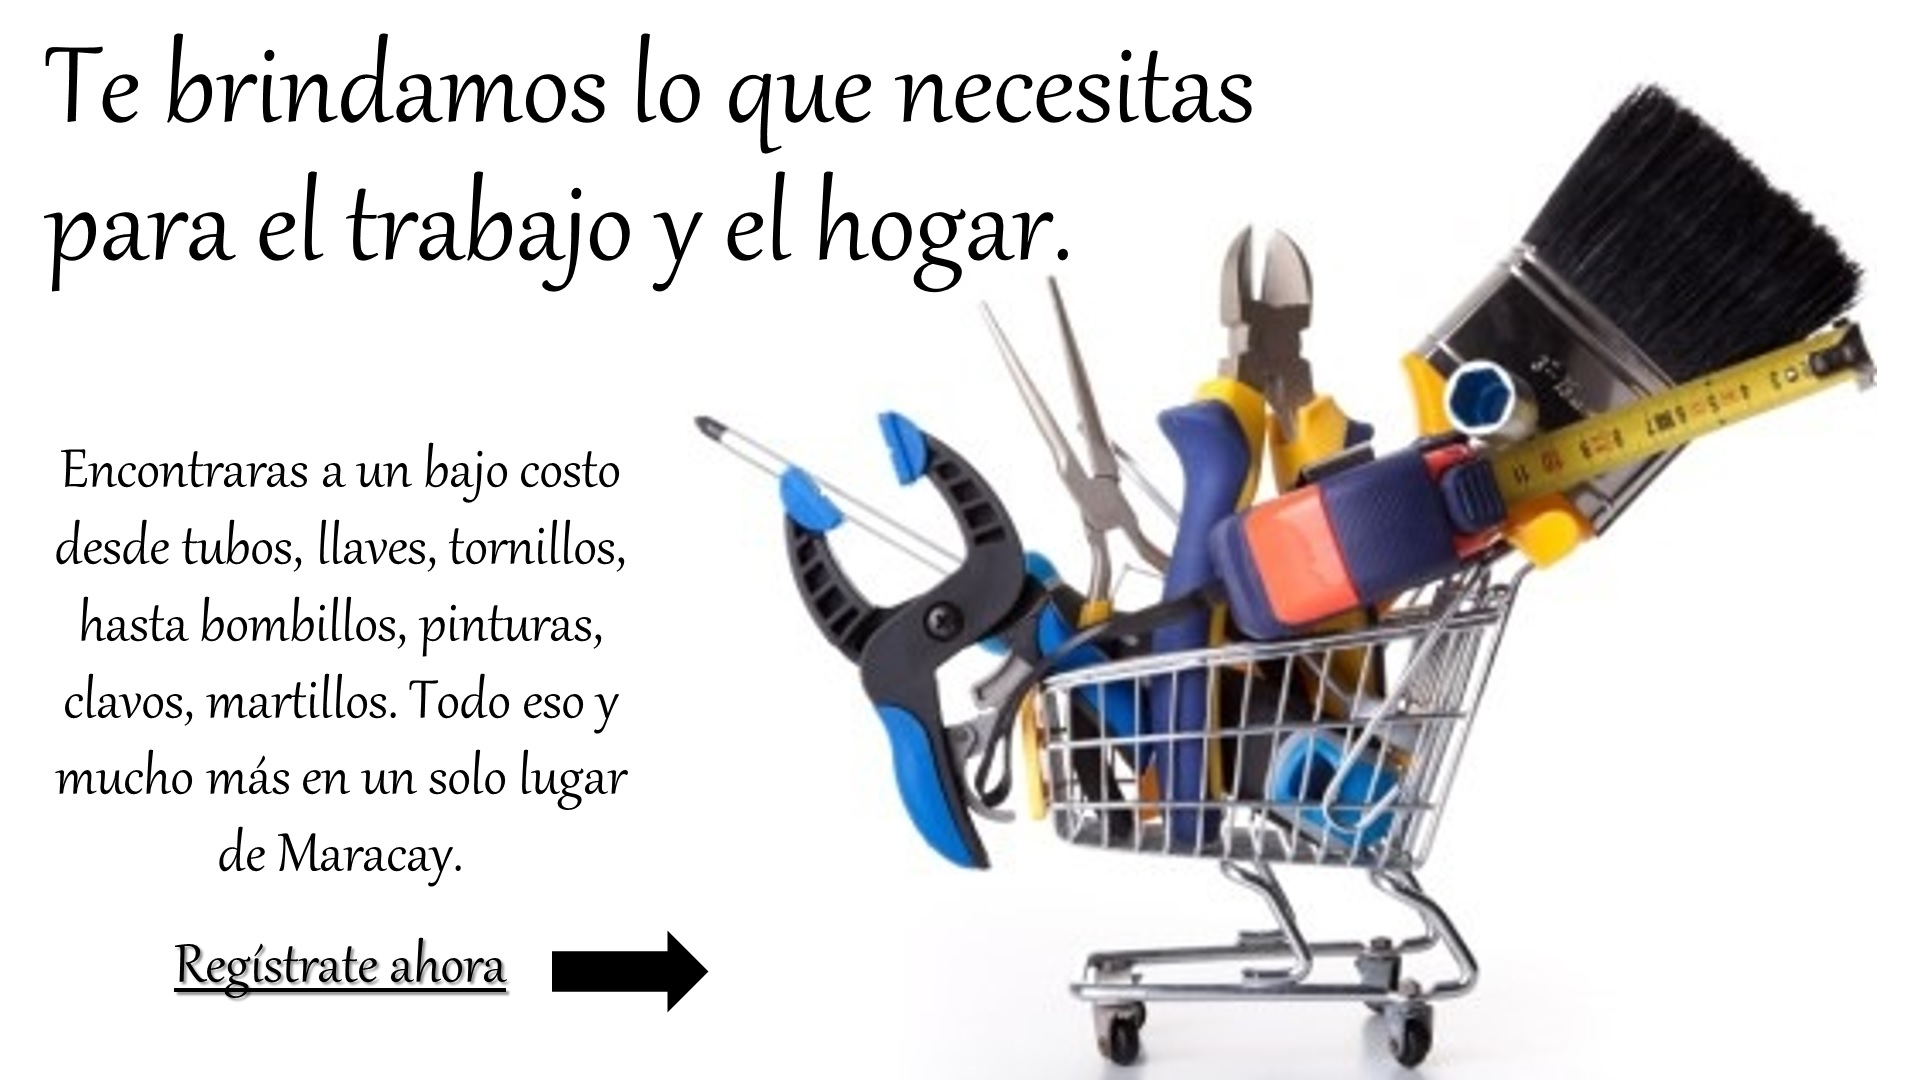 Te brindamos lo que necesitas
para el trabajo y el hogar.
Encontraras a un bajo costo
desde tubos, llaves, tornillos,
hasta bombillos, pinturas,
clavos, martillos. Todo eso y
mucho más en un solo lugar
de Maracay.
Regístrate ahora